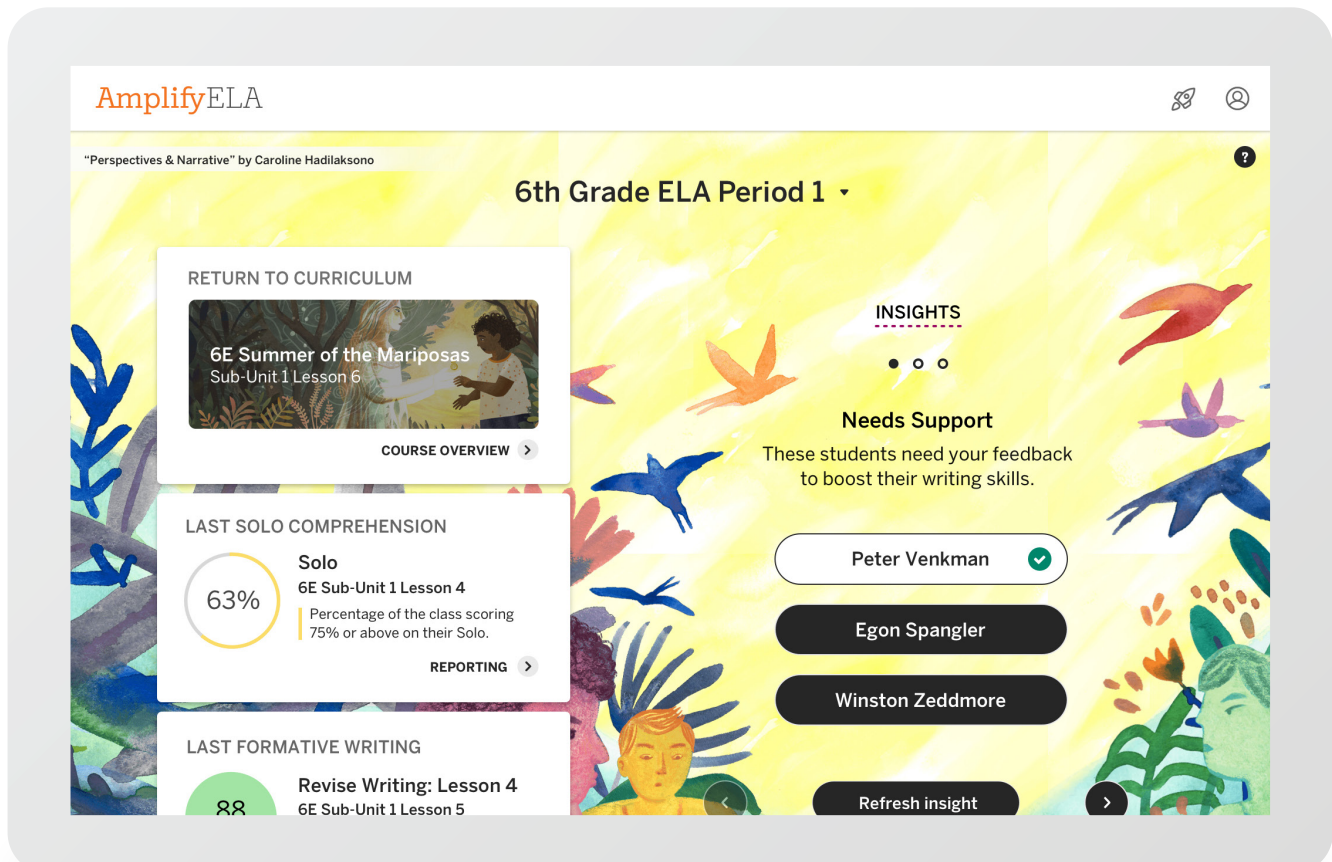 AmplifyELA
“Perspectives & Narrative” by Caroline Hadilaksono
?
6th Grade ELA Period 1
RETURN TO CURRICULUM
6E Summer of the Mariposas
Sub-Unit 1 Lesson 6
COURSE OVERVIEW
LAST SOLO COMPREHENSION
63%
Solo
6E Sub-Unit 1 Lesson 4
Percentage of the class scoring
75% or above on their Solo.
REPORTING
LAST FORMATIVE WRITING
88
Revise Writing: Lesson 4
6E Sub-Unit 1 Lesson 5
INSIGHTS
Needs Support
These students need your feedback
to boost their writing skills.
Peter Venkman
Egon Spangler
Winston Zeddmore
Refresh insight